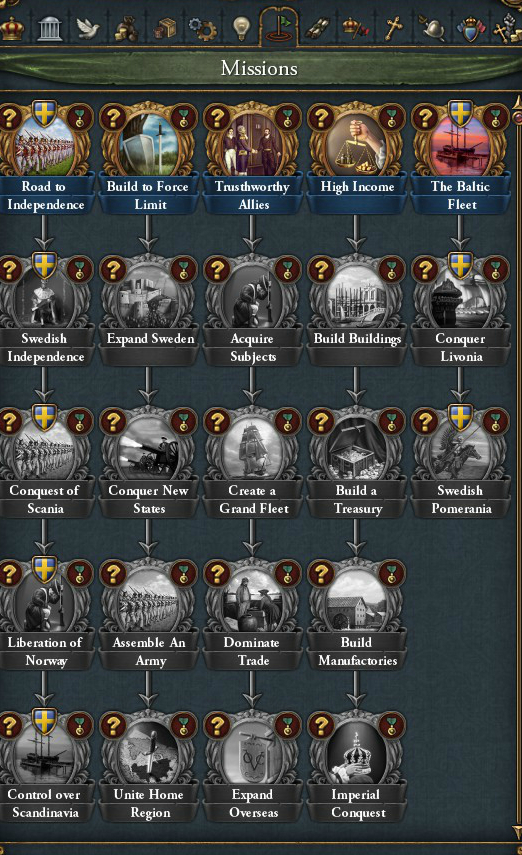 Missions
Road to
Independence
Build to Force
Limit
Trusthworthy
Allies
High Income
The Baltic
Fleet
Swedish
Independence
Expand Sweden
Acquire
Subjects
Build Buildings
Conquer
Livonia
Conquest of
Scania
Conquer New
States
Create a
Grand Fleet
Build a
Treasury
Swedish
Pomerania
Liberation of
Norway
Assemble An
Army
Dominate
Trade
Build
Manufactories
Control over
Scandinavia
Unite Home
Region
Expand
Overseas
Imperial
Conquest